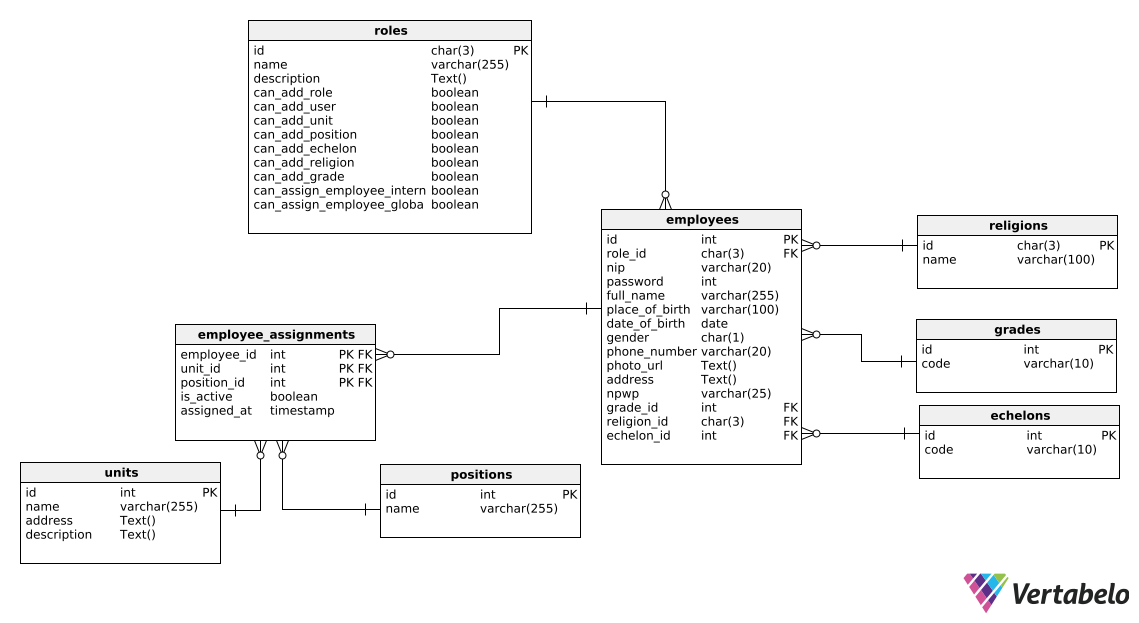 roles
id char(3) PK
name varchar(255)
description Text()
can_add_role boolean
can_add_user boolean
can_add_unit boolean
can_add_position boolean
can_add_echelon boolean
can_add_religion boolean
can_add_grade boolean
can_assign_employee_intern boolean
can_assign_employee_globa boolean
employees
id int PK
role_id char(3) FK
nip varchar(20)
password int
full_name varchar(255)
place_of_birth varchar(100)
date_of_birth date
gender char(1)
phone_number varchar(20)
photo_url Text()
address Text()
npwp varchar(25)
grade_id int FK
religion_id char(3) FK
echelon_id int FK
religions
id char(3) PK
name varchar(100)
grades
id int PK
code varchar(10)
echelons
id int PK
code varchar(10)
employee_assignments
employee_id int PK FK
unit_id int PK FK
position_id int PK FK
is_active boolean
assigned_at timestamp
units
id int PK
name varchar(255)
address Text()
description Text()
positions
id int PK
name varchar(255)
Vertabelo